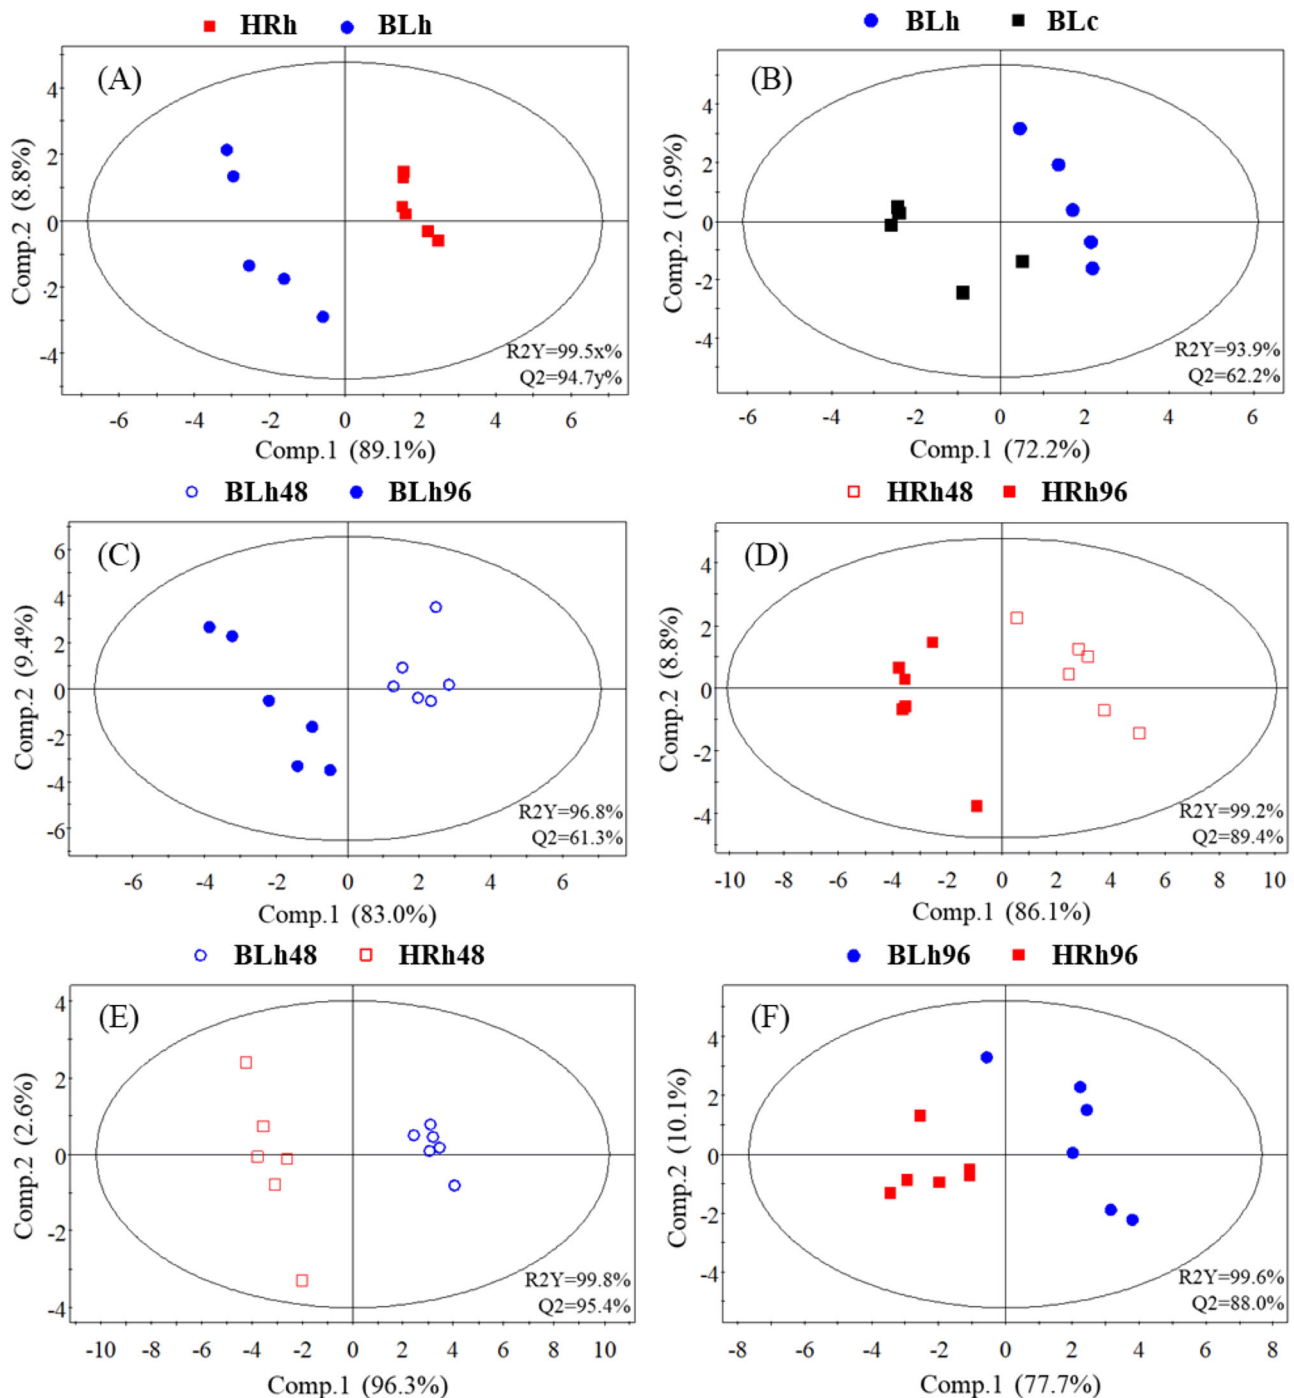 HRh BLh
(A)
4
2
0
-2
-4
Comp.2 (8.8%)
R2Y=99.5x%
Q2=94.7y%
-6 -4 -2 0 2 4 6
Comp.1 (89.1%)
BLh BLc
(B)
4
2
0
-2
-4
Comp.2 (16.9%)
R2Y=93.9%
Q2=62.2%
-6 -4 -2 0 2 4 6
Comp.1 (72.2%)
BLh48 BLh96
(C)
6
4
2
0
-2
-4
-6
Comp.2 (9.4%)
R2Y=96.8%
Q2=61.3%
-6 -4 -2 0 2 4 6
Comp.1 (83.0%)
HRh48 HRh96
(D)
4
2
0
-2
-4
Comp.2 (8.8%)
R2Y=99.2%
Q2=89.4%
-10 -8 -6 -4 -2 0 2 4 6 8 10
Comp.1 (86.1%)
BLh48 HRh48
(E)
4
2
0
-2
-4
Comp.2 (2.6%)
R2Y=99.8%
Q2=95.4%
-10 -8 -6 -4 -2 0 2 4 6 8 10
Comp.1 (96.3%)
BLh96 HRh96
(F)
4
2
0
-2
-4
Comp.2 (10.1%)
R2Y=99.6%
Q2=88.0%
-8 -6 -4 -2 0 2 4 6 8
Comp.1 (77.7%)